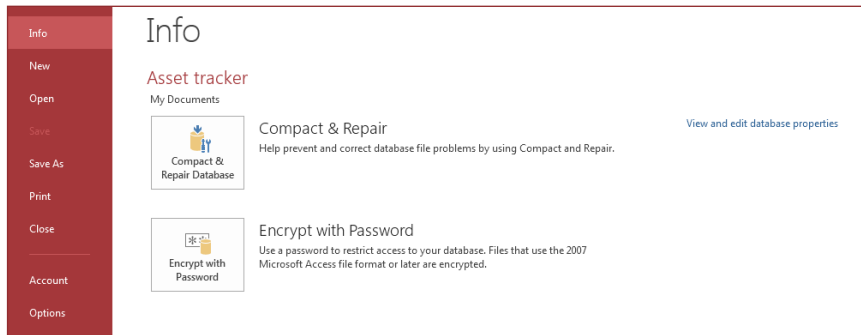 Info
New
Open
Save
Save As
Print
Close
Account
Options
Info
Asset tracker
My Documents
Compact &
Repair Database
Compact & Repair
Help prevent and correct database file problems by using Compact and Repair.
View and edit database properties
Encrypt with
Password
Encrypt with Password
Use a password to restrict access to your database. Files that use the 2007
Microsoft Access file format or later are encrypted.